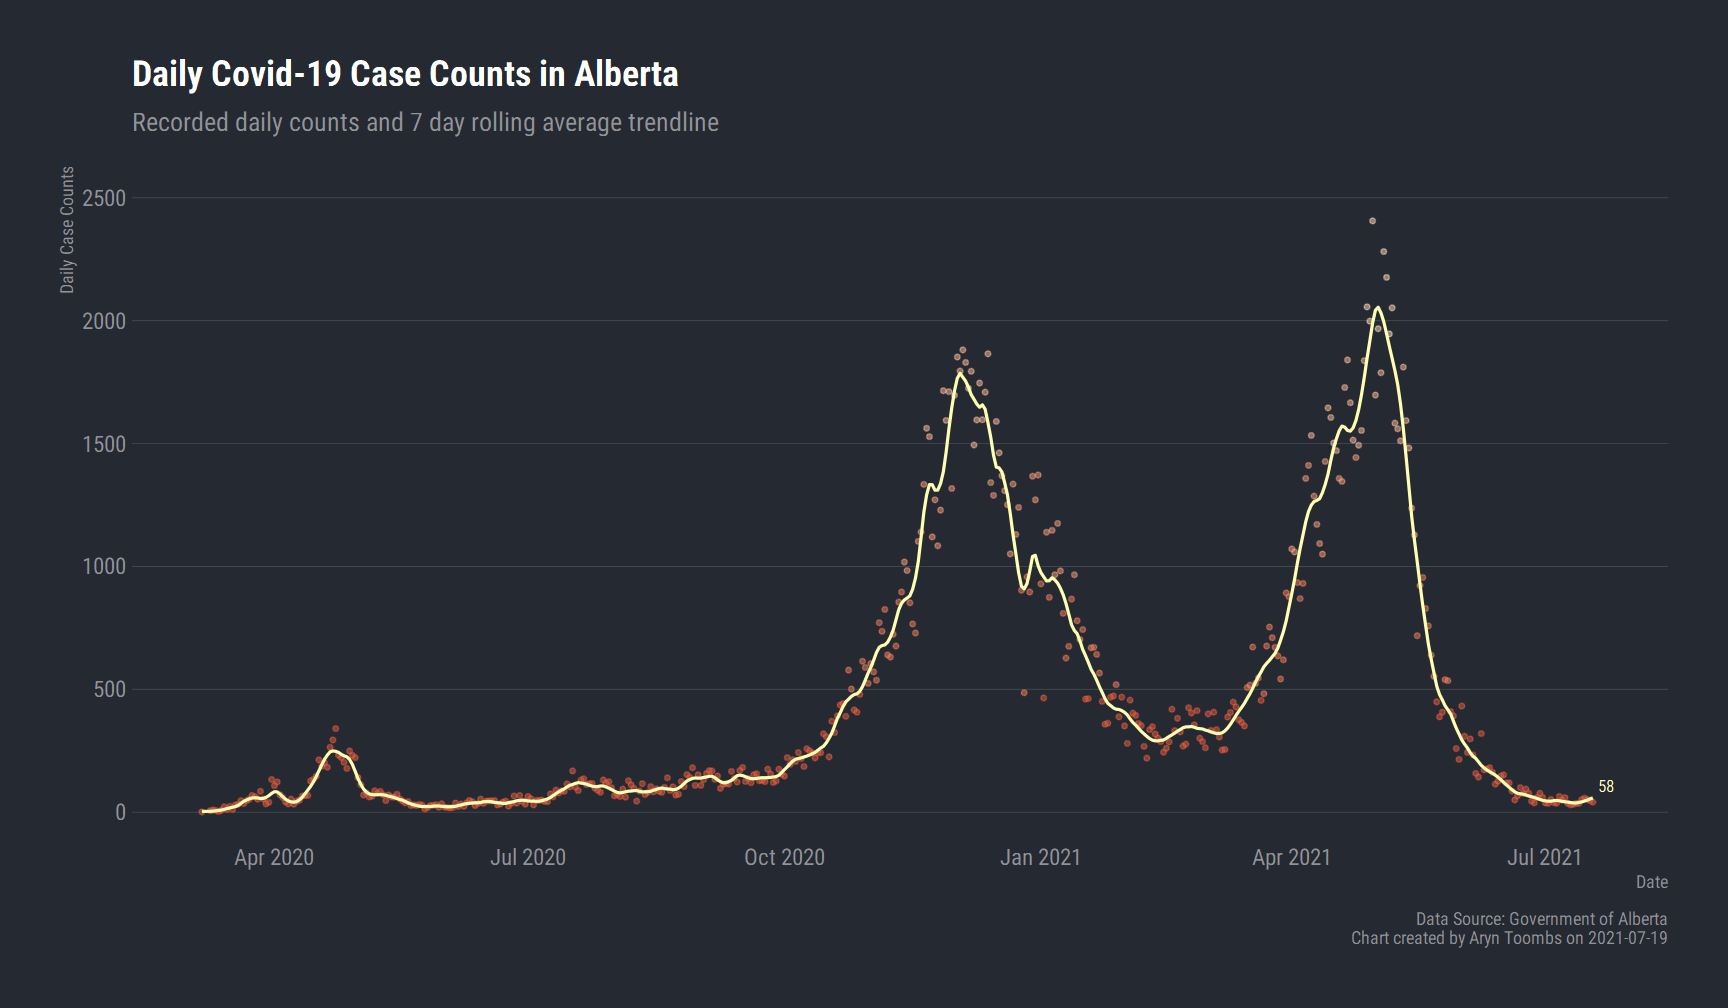 Daily Covid-19 Case Counts in Alberta
Recorded daily counts and 7 day rolling average trendline
Daily Case Counts
2500
2000
1500
1000
500
0
58
Apr 2020
Jul 2020
Oct 2020
Jan 2021
Apr 2021
Jul 2021
Date
Data Source: Government of Alberta
Chart created by Aryn Toombs on 2021-07-19